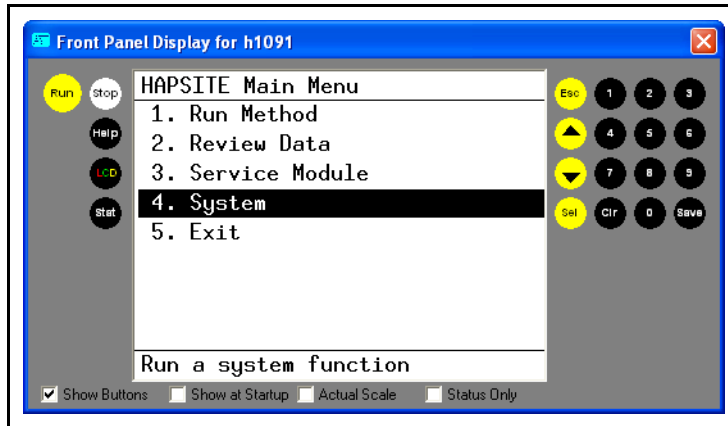 Front Panel Display for h1091
Run Stop HAPSITE Main Menu Esc 1 2 3
1. Run Method
Help 2. Review Data 4 5 6
LCD 3. Service Module 7 8 9
Stat 4. System Sel Clr 0 Save
5. Exit
Run a system function
Show Buttons Show at Startup Actual Scale Status Only